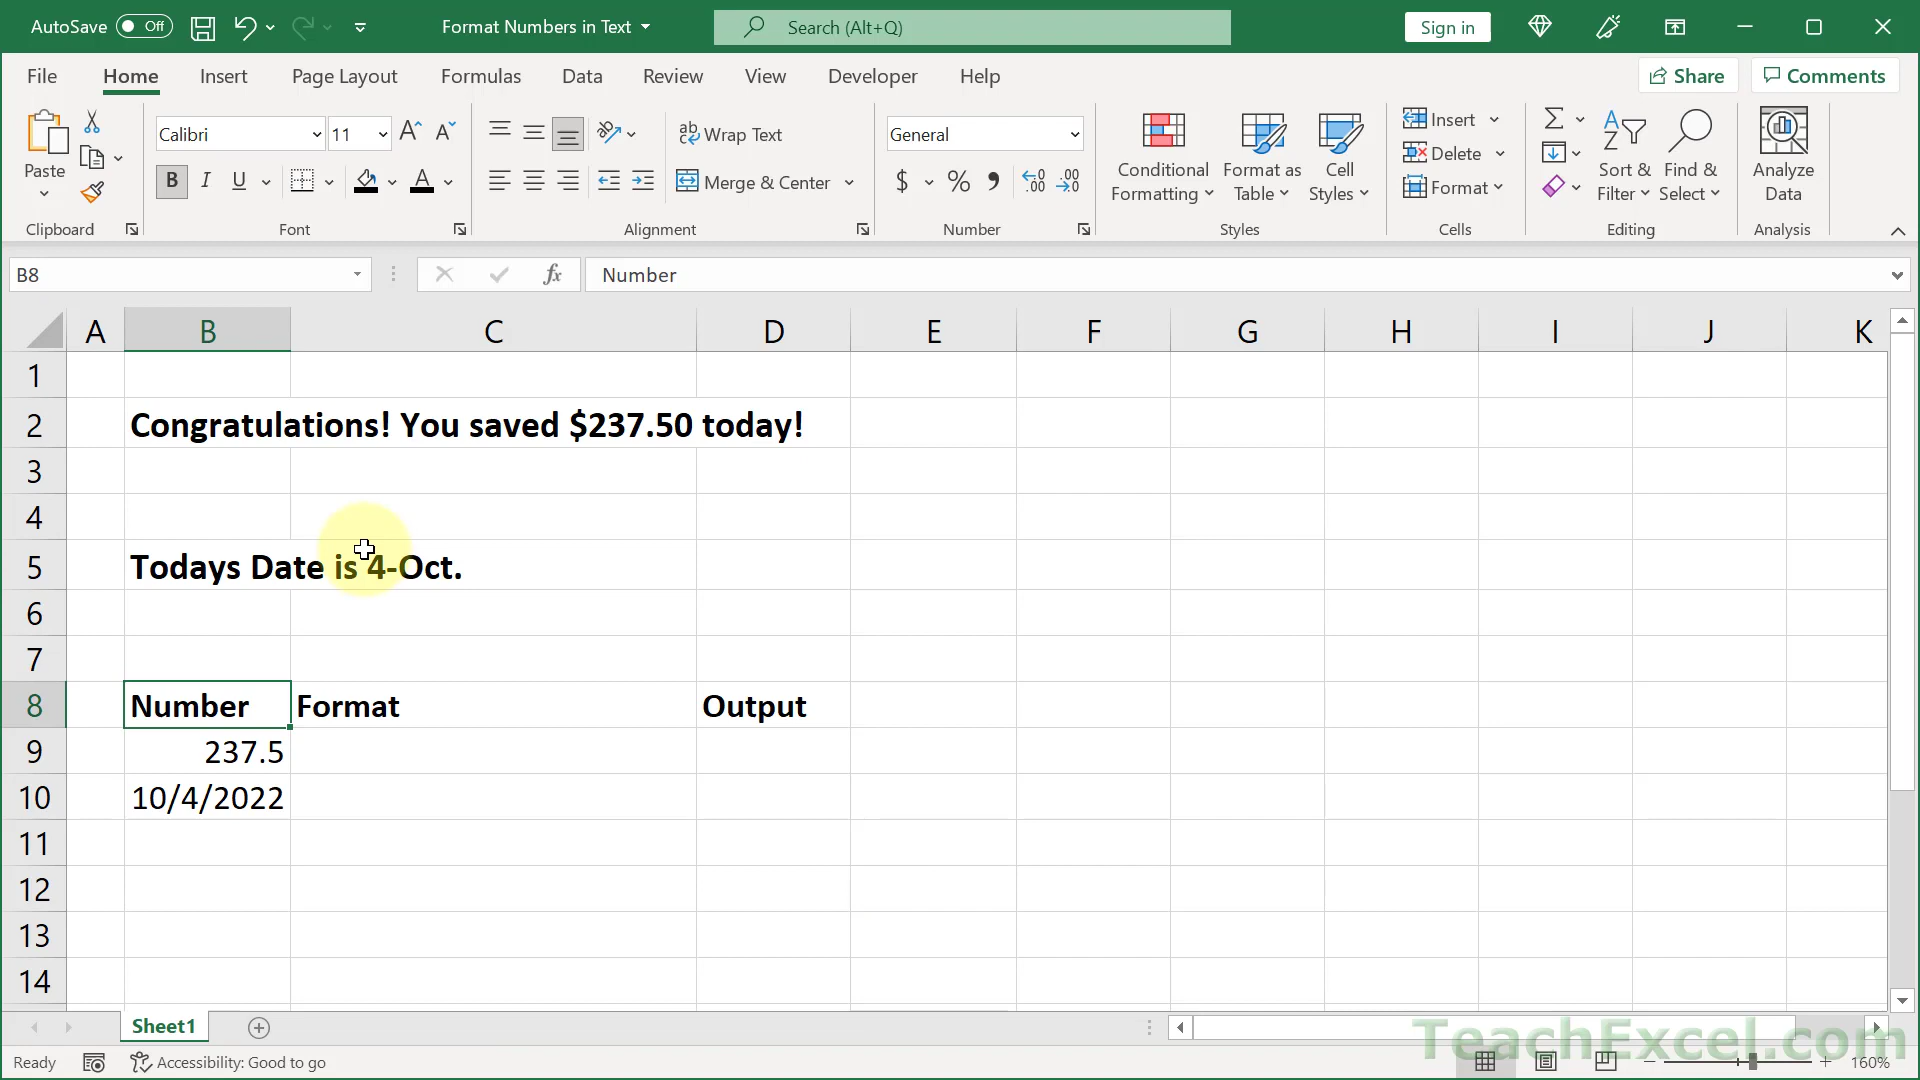 AutoSave Off Format Numbers in Text Search (Alt+Q) Sign in
File Home Insert Page Layout Formulas Data Review View Developer Help Share Comments
Calibri 11 Wrap Text General Insert
Paste Merge & Center Conditional Formatting Format as Table Cell Styles Delete Sort & Filter Find & Select Analyze Data
Format
Clipboard Font Alignment Number Styles Cells Editing Analysis
B8 fx Number
A B C D E F G H I J K
1
2 Congratulations! You saved $237.50 today!
3
4
5 Todays Date is 4-Oct.
6
7
8 Number Format Output
9 237.5
10 10/4/2022
11
12
13
14
Sheet1
TeachExcel.com
Ready Accessibility: Good to go 160%